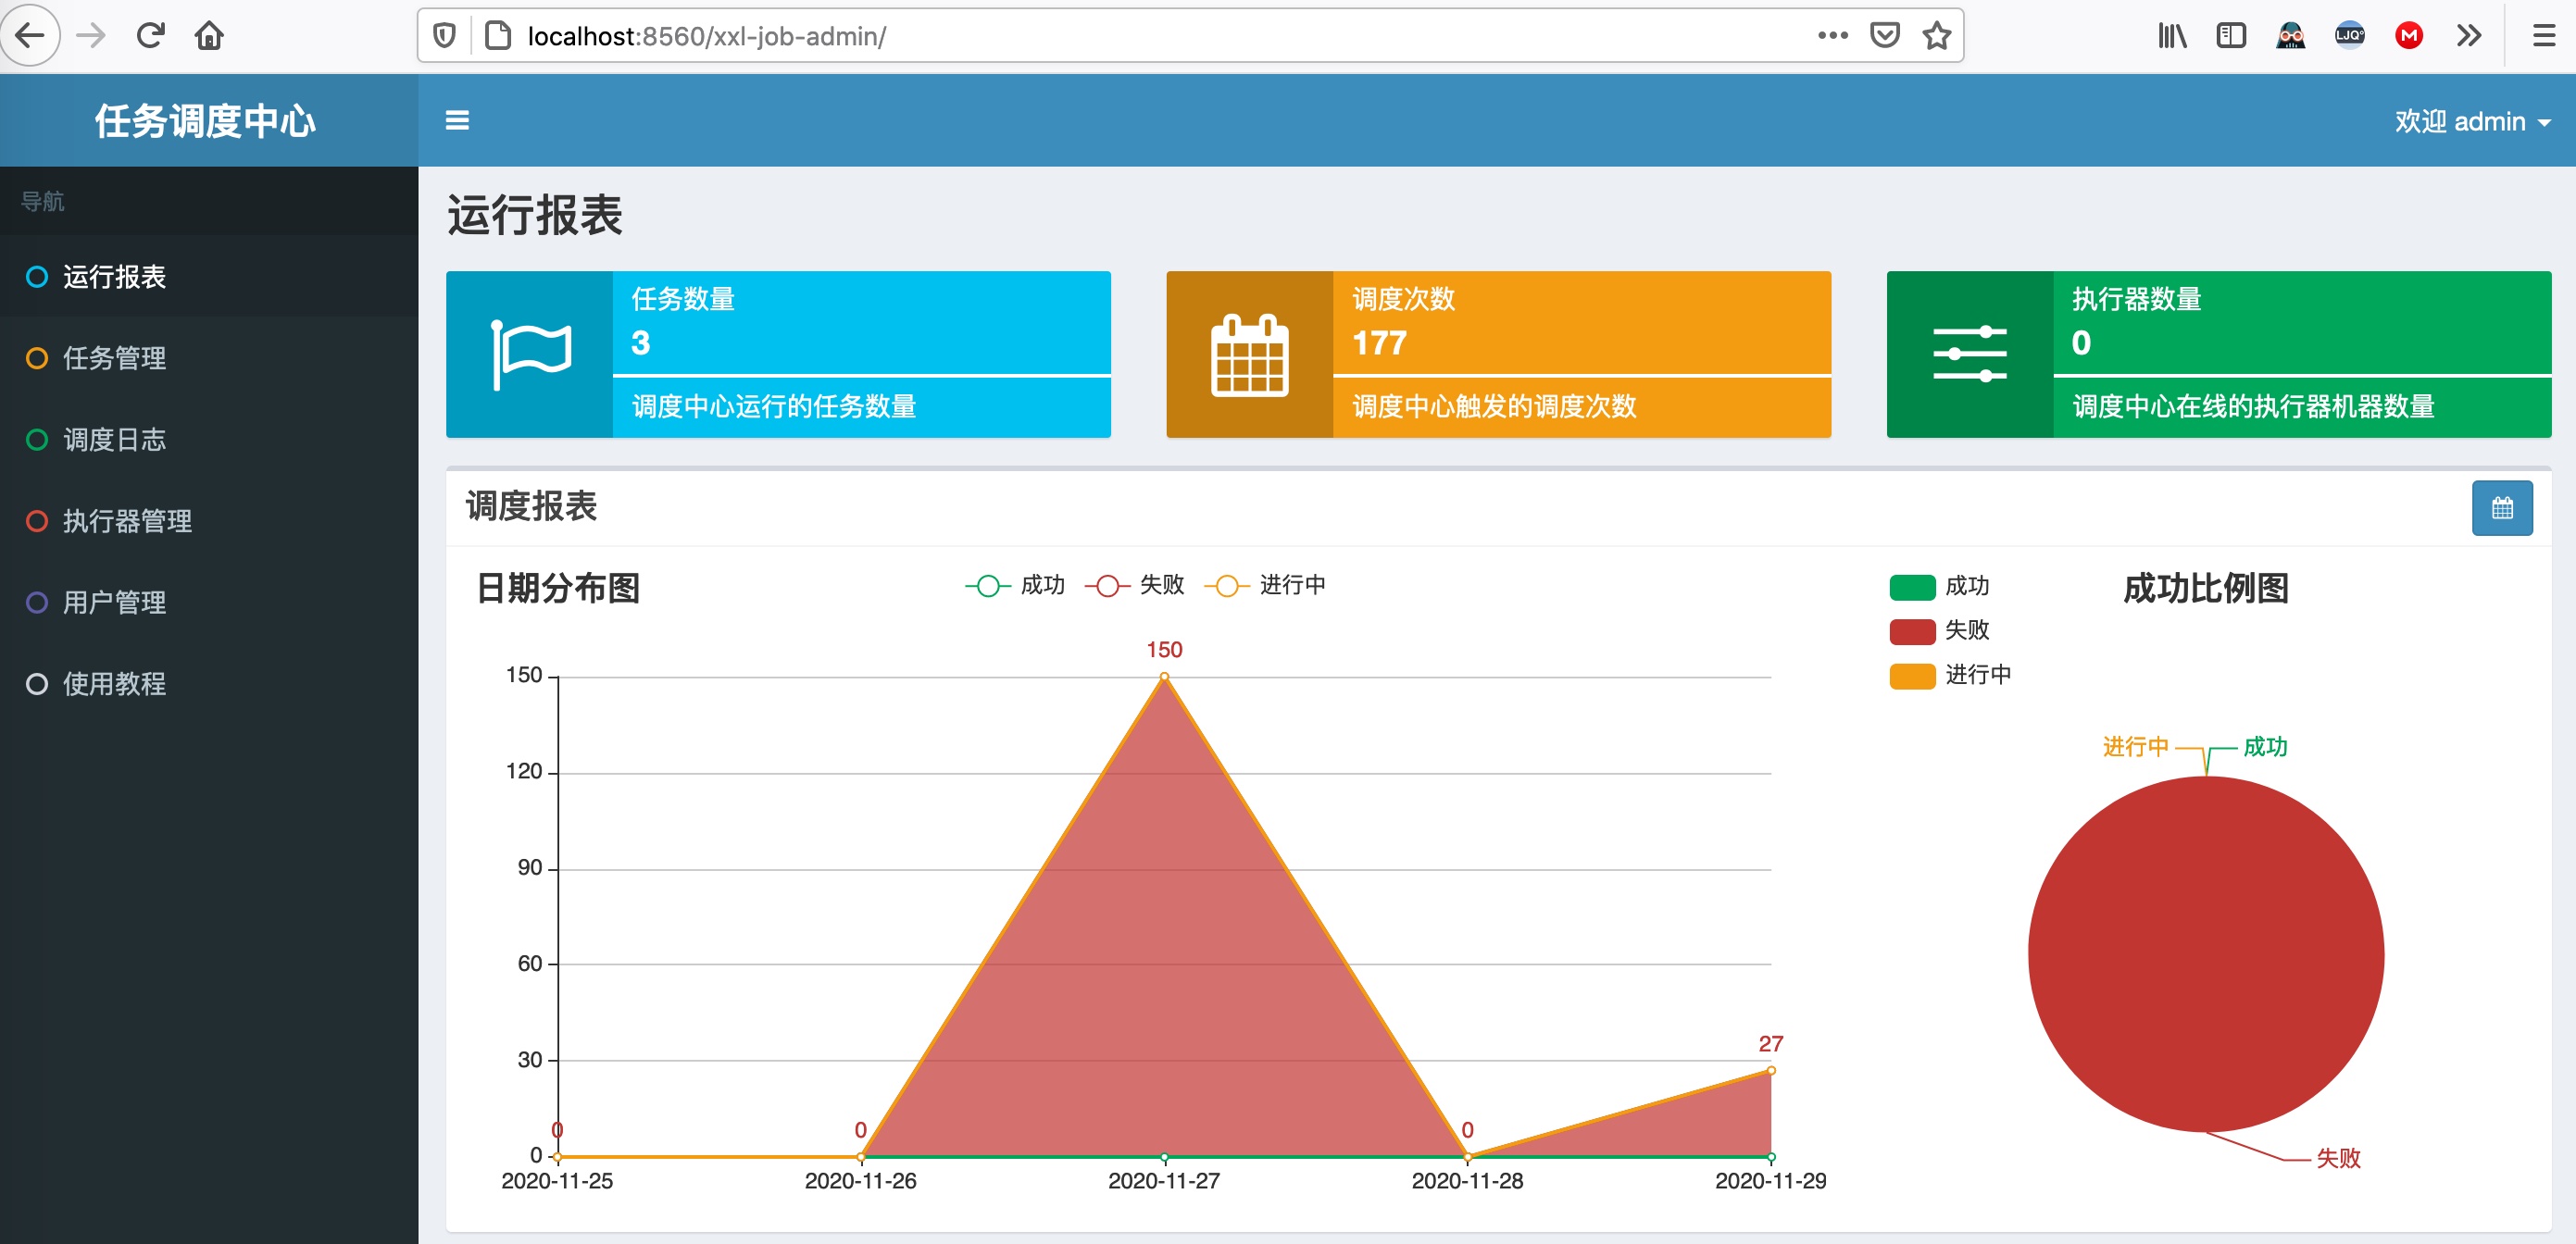 localhost:8560/xxl-job-admin/
LJQ°
M
任务调度中心
欢迎 admin
导航
运行报表
任务管理
调度日志
执行器管理
用户管理
使用教程
运行报表
任务数量
3
调度中心运行的任务数量
调度次数
177
调度中心触发的调度次数
执行器数量
0
调度中心在线的执行器机器数量
调度报表
日期分布图
成功 失败 进行中
150
150
120
90
60
30
27
0
0
0
0
2020-11-25 2020-11-26 2020-11-27 2020-11-28 2020-11-29
成功
失败
进行中
成功比例图
进行中 成功
失败